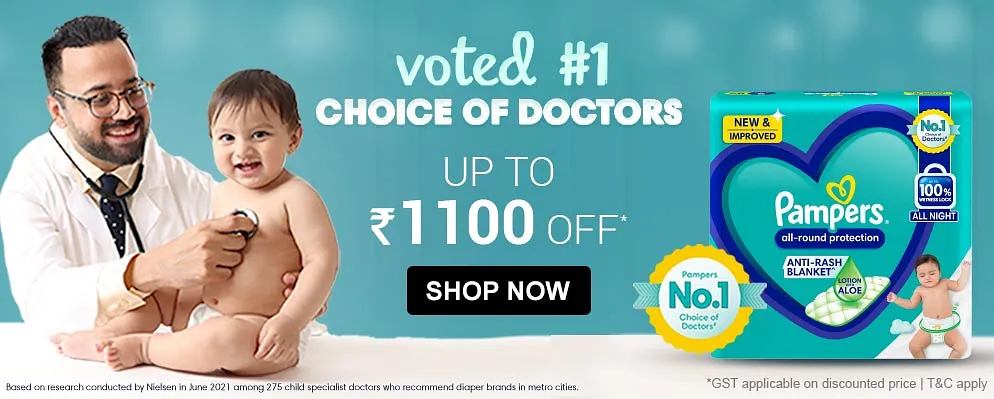 voted #1
CHOICE OF DOCTORS
UP TO
₹1100 OFF*
SHOP NOW
NEW &
IMPROVED
No.1
Choice of
Doctors*
100%
WETNESS LOCK
ALL NIGHT
Pampers
all-round protection
ANTI-RASH
BLANKET^
LOTION
ALOE
Pampers
No.1
Choice of
Doctors*
Based on research conducted by Nielsen in June 2021 among 275 child specialist doctors who recommend diaper brands in metro cities.
*GST applicable on discounted price | T&C apply